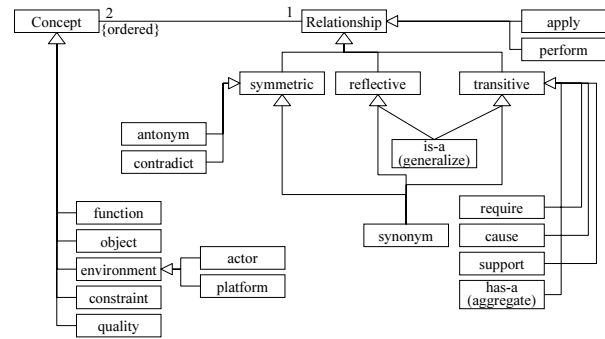 Concept
2
{ordered}
1
Relationship
apply
perform
symmetric
reflective
transitive
antonym
contradict
is-a
(generalize)
function
object
environment
constraint
quality
actor
platform
synonym
require
cause
support
has-a
(aggregate)